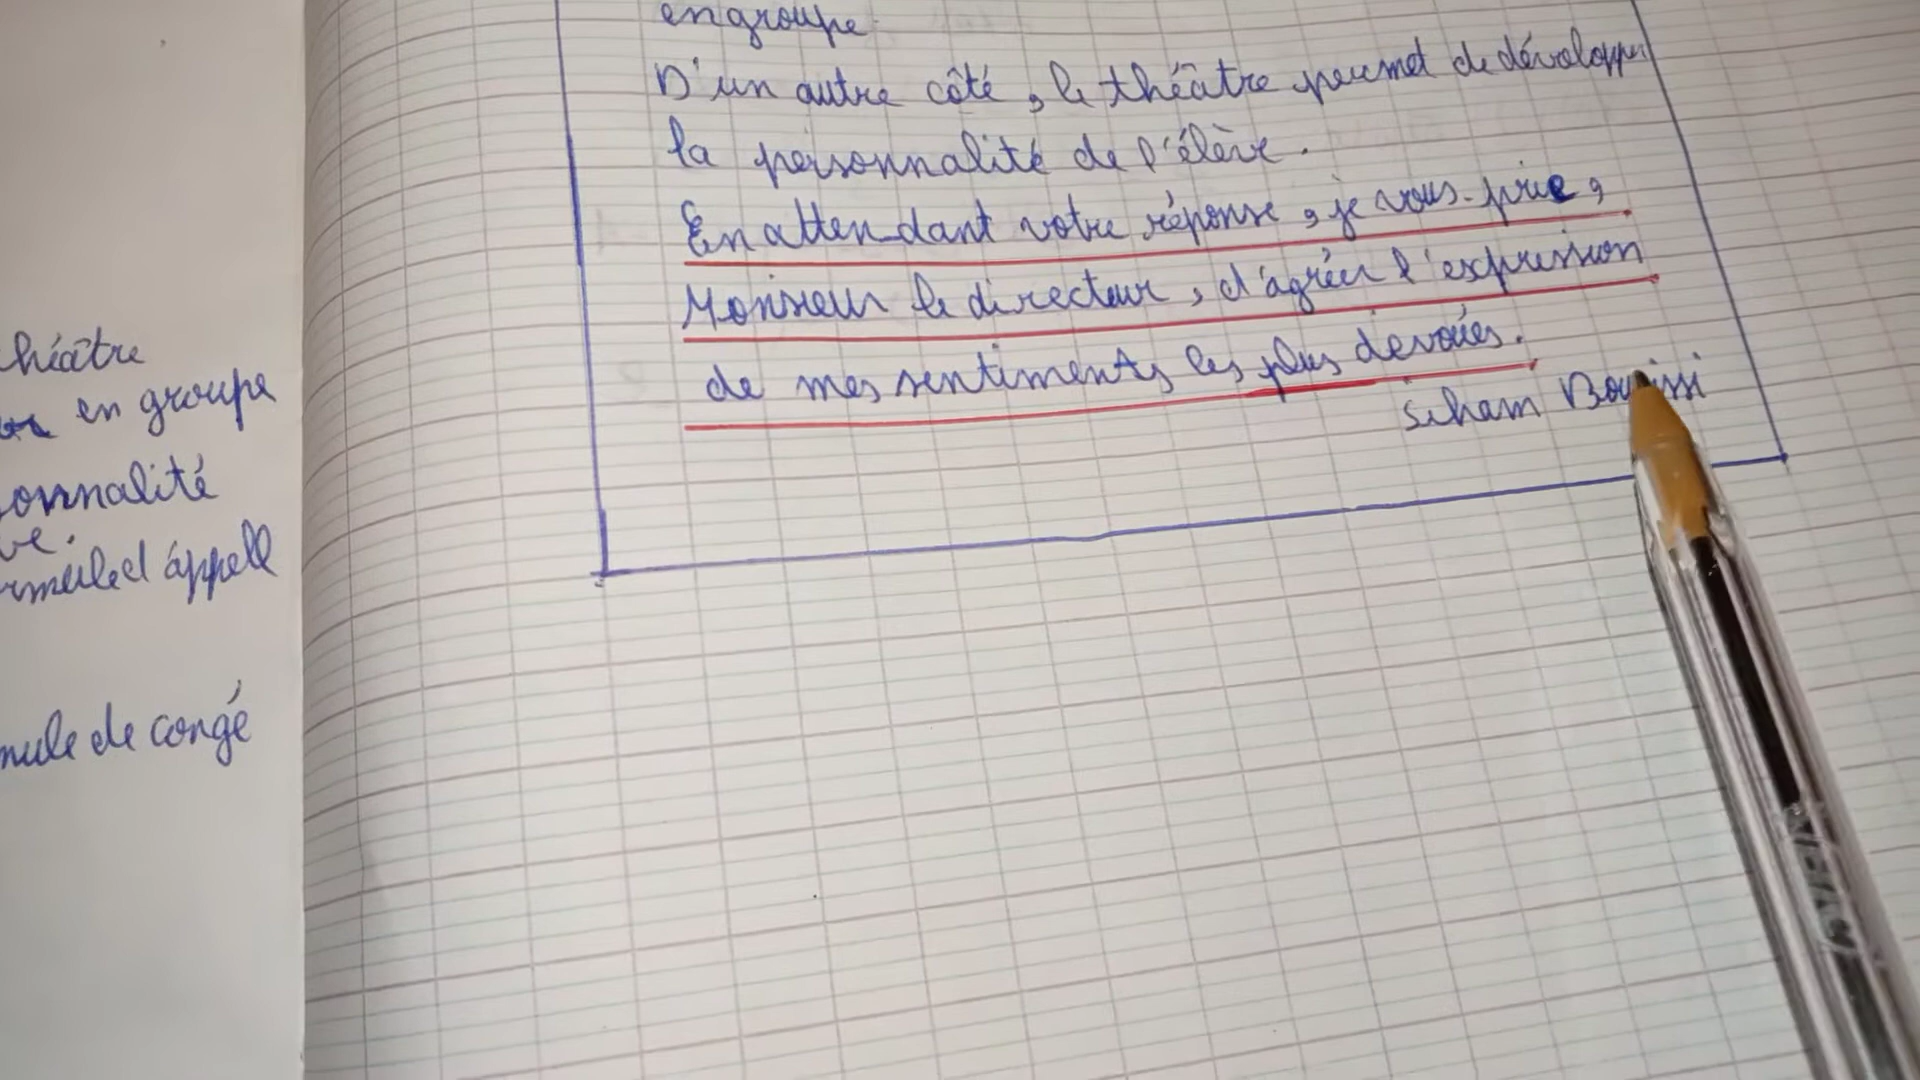 en groupe
D'un autre côté, le théâtre permet de développer
la personnalité de l'élève.
En attendant votre réponse, je vous prie,
Monsieur le directeur, d'agréer l'expression
de mes sentiments les plus dévoués.
Siham
héâtre
en groupe
onnalité
ve.
d'appell
mule de congé